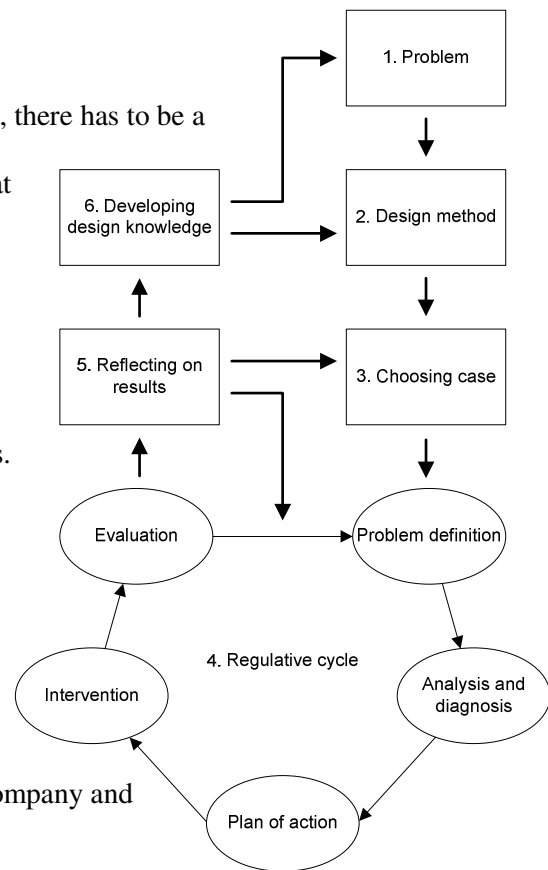 1. Problem
, there has to be a
at
6. Developing
design knowledge
2. Design method
5. Reflecting on
results
3. Choosing case
s.
Evaluation
Problem definition
4. Regulative cycle
Intervention
Analysis and
diagnosis
ompany and
Plan of action